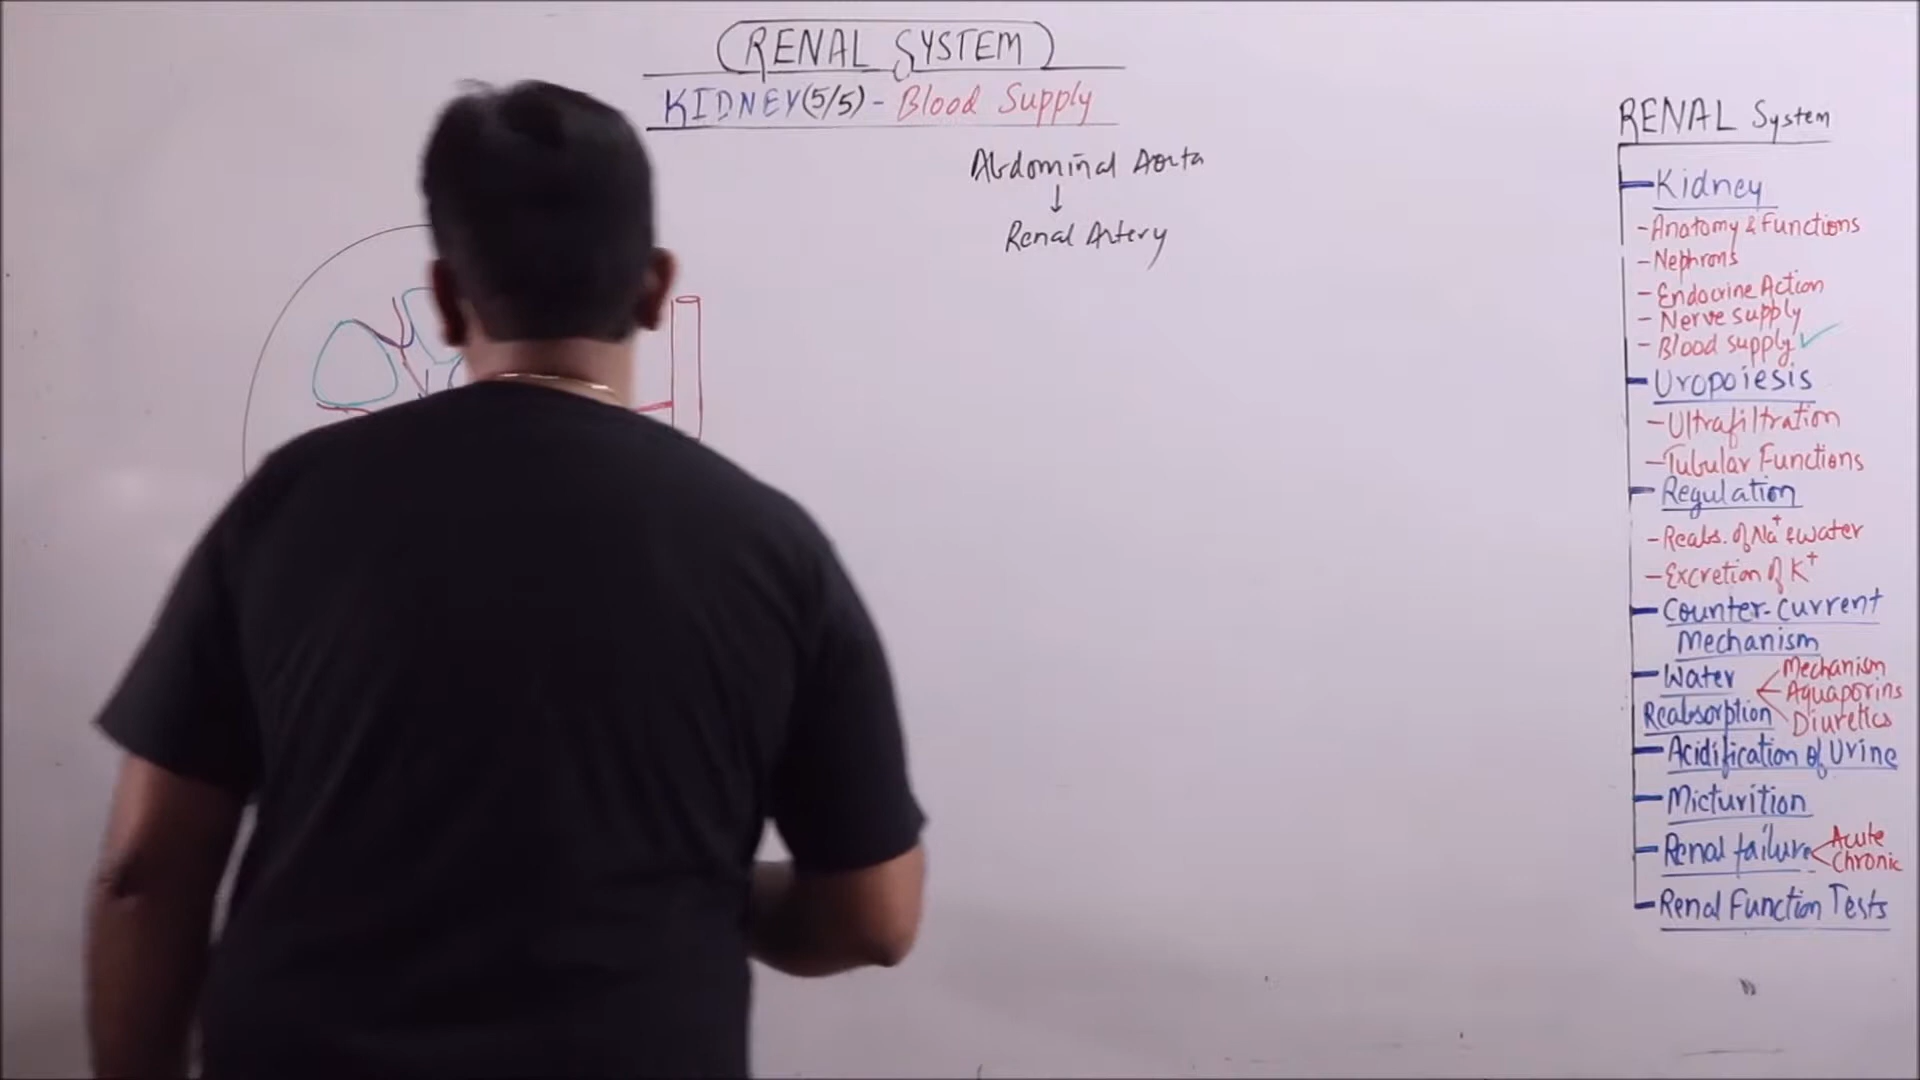 RENAL SYSTEM
KIDNEY(5/5) - Blood Supply
Abdominal Aorta
↓
Renal Artery
RENAL System
Kidney
- Anatomy & Functions
- Nephrons
- Endocrine Action
- Nerve supply
- Blood supply ✓
Uropoiesis
- Ultrafiltration
- Tubular Functions
Regulation
- Reabs. of Na⁺ & water
- Excretion of K⁺
Counter-current
Mechanism
Water
Reabsorption
Mechanism
Aquaporins
Diuretics
Acidification of Urine
Micturition
Renal failure
Acute
Chronic
Renal Function Tests